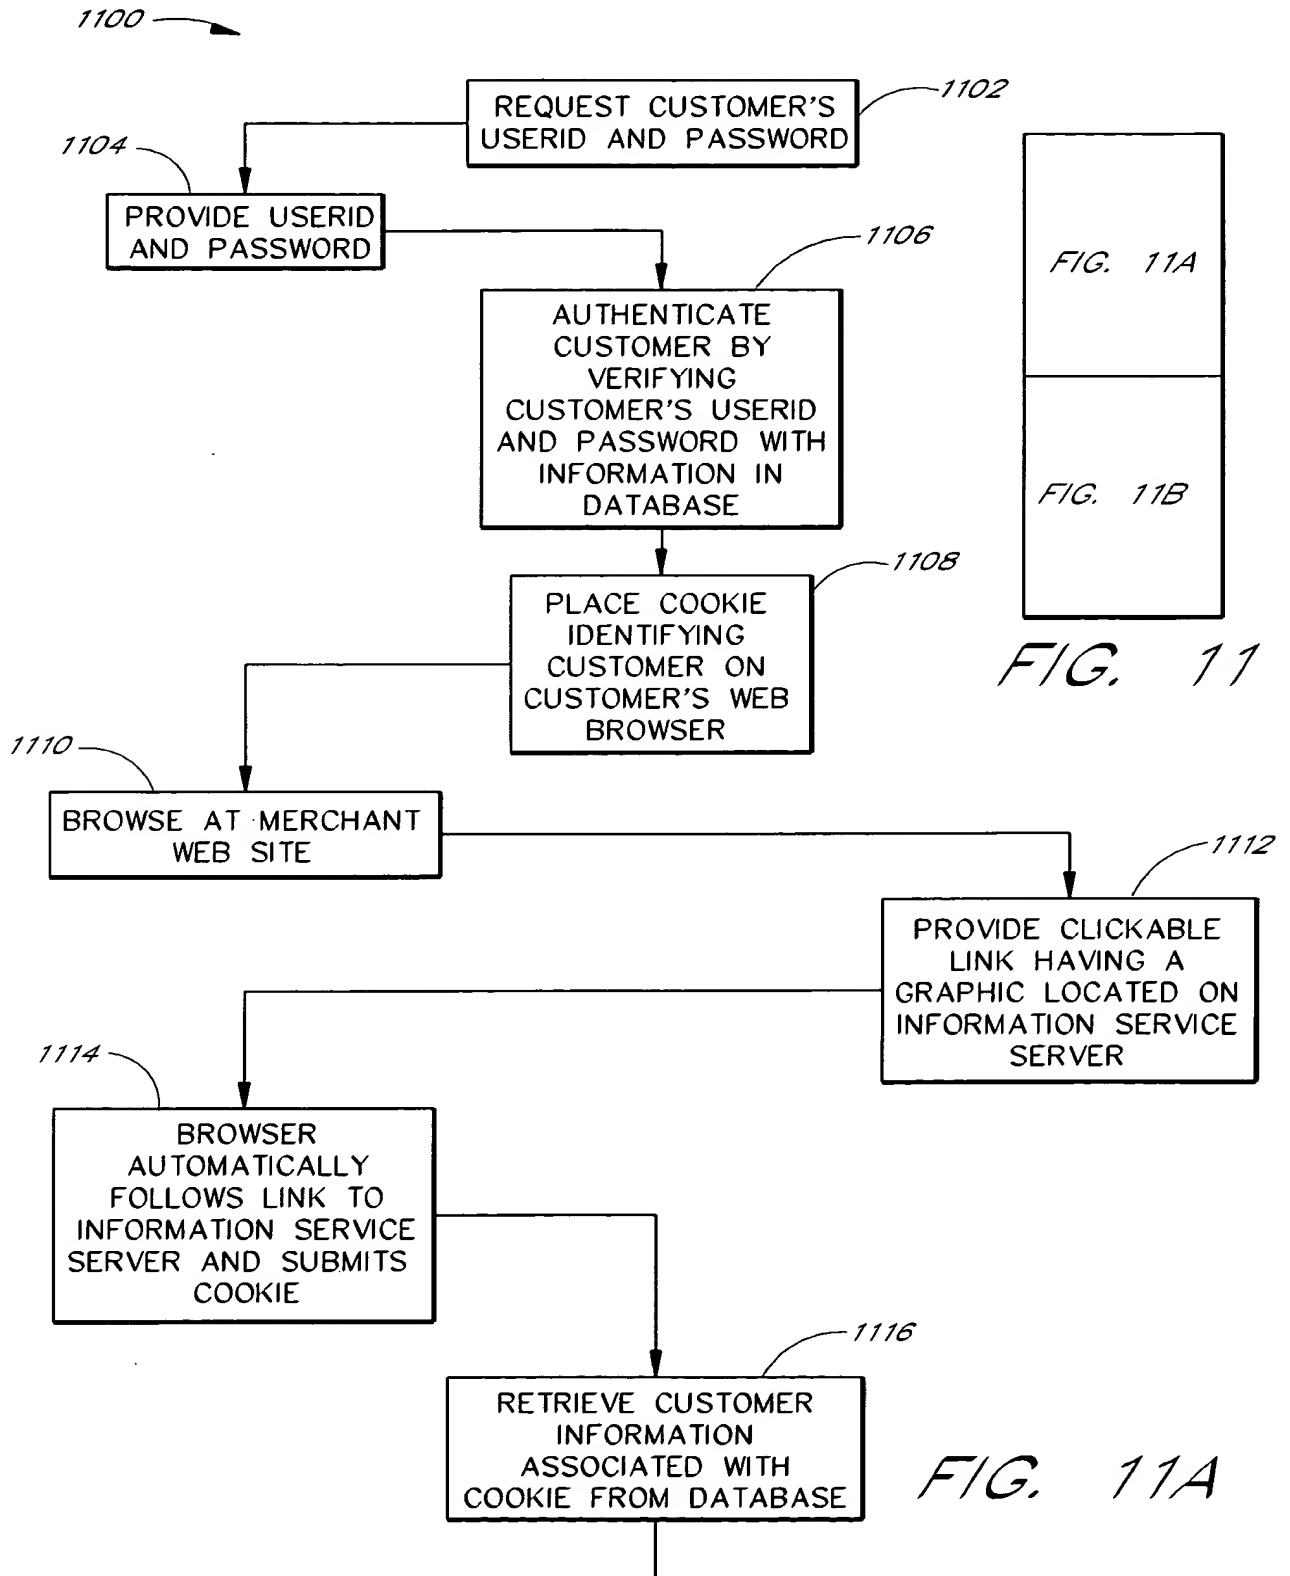 1100
REQUEST CUSTOMER'S
USERID AND PASSWORD
1102
1104
PROVIDE USERID
AND PASSWORD
1106
AUTHENTICATE
CUSTOMER BY
VERIFYING
CUSTOMER'S USERID
AND PASSWORD WITH
INFORMATION IN
DATABASE
FIG. 11A
FIG. 11B
FIG. 11
1108
PLACE COOKIE
IDENTIFYING
CUSTOMER ON
CUSTOMER'S WEB
BROWSER
1110
BROWSE AT MERCHANT
WEB SITE
1112
PROVIDE CLICKABLE
LINK HAVING A
GRAPHIC LOCATED ON
INFORMATION SERVICE
SERVER
1114
BROWSER
AUTOMATICALLY
FOLLOWS LINK TO
INFORMATION SERVICE
SERVER AND SUBMITS
COOKIE
1116
RETRIEVE CUSTOMER
INFORMATION
ASSOCIATED WITH
COOKIE FROM DATABASE
FIG. 11A